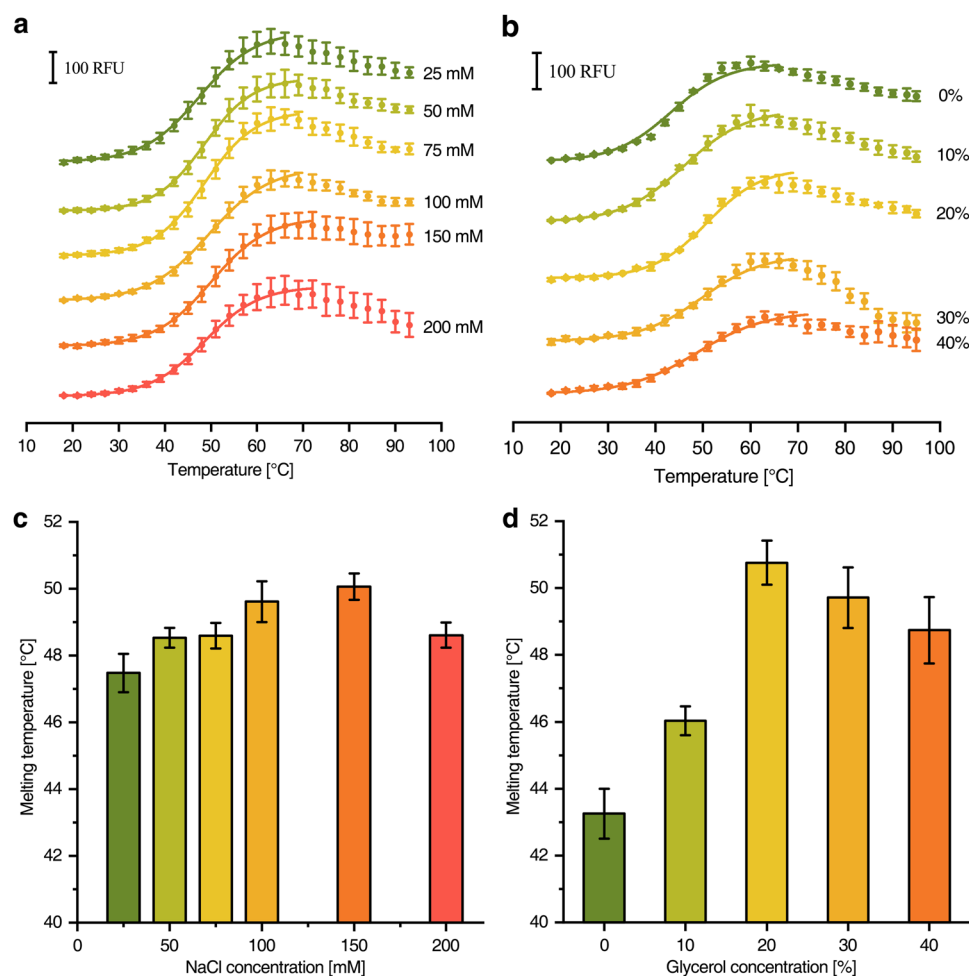 a
100 RFU
25 mM
50 mM
75 mM
100 mM
150 mM
200 mM
10 20 30 40 50 60 70 80 90 100
Temperature [°C]
b
100 RFU
0%
10%
20%
30%
40%
10 20 30 40 50 60 70 80 90 100
Temperature [°C]
c
52
50
48
46
44
42
40
Melting temperature [°C]
0 50 100 150 200
NaCl concentration [mM]
d
52
50
48
46
44
42
40
Melting temperature [°C]
0 10 20 30 40
Glycerol concentration [%]